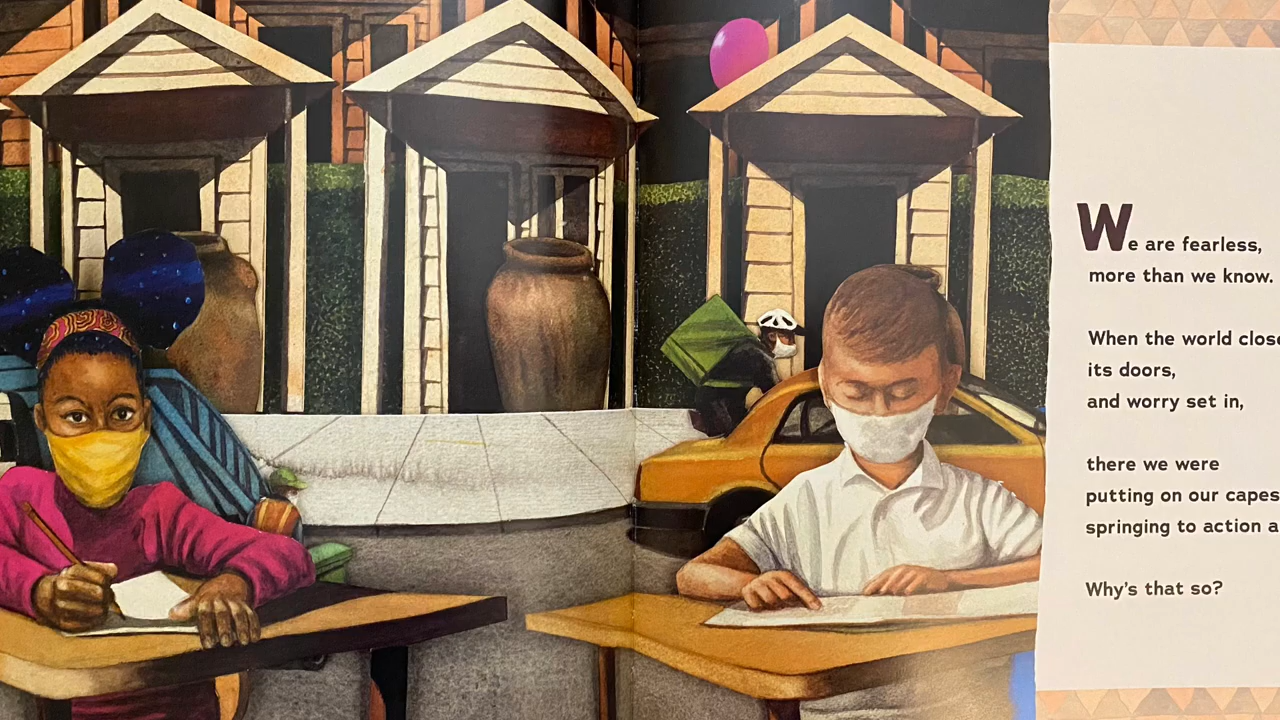 We are fearless,
more than we know.
When the world close
its doors,
and worry set in,
there we were
putting on our capes
springing to action a
Why's that so?